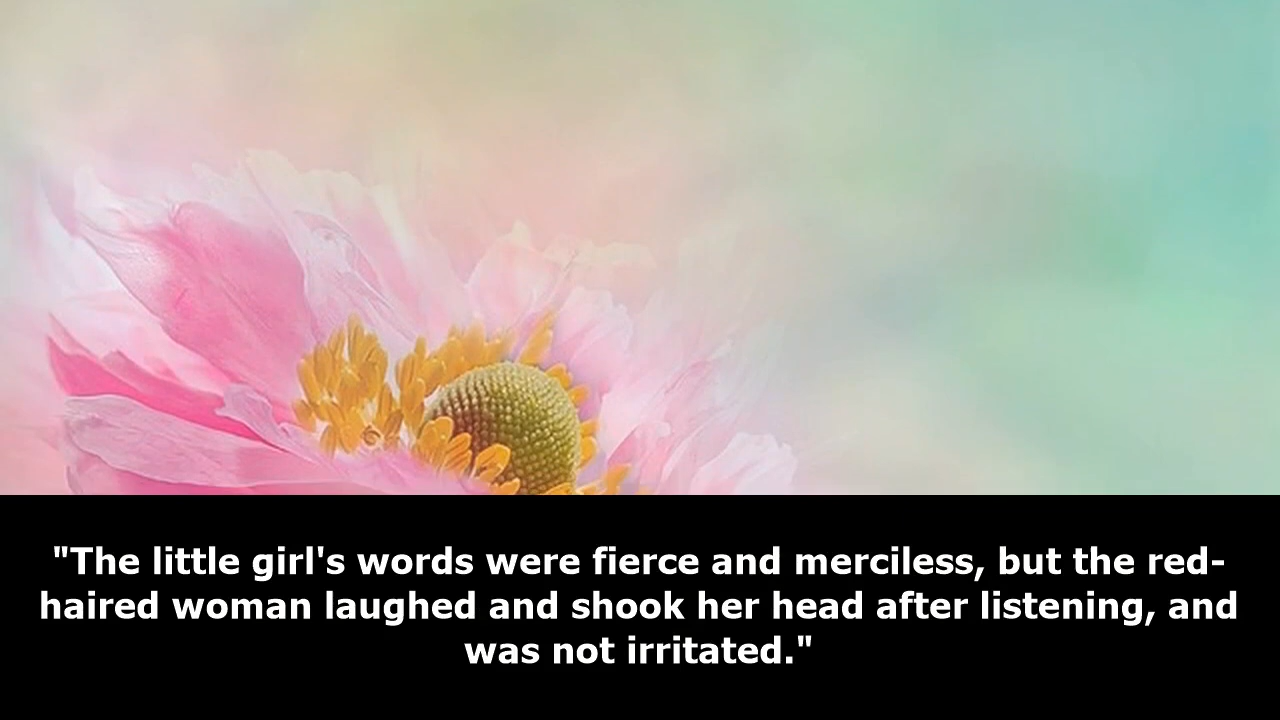 "The little girl's words were fierce and merciless, but the red-
haired woman laughed and shook her head after listening, and
was not irritated."